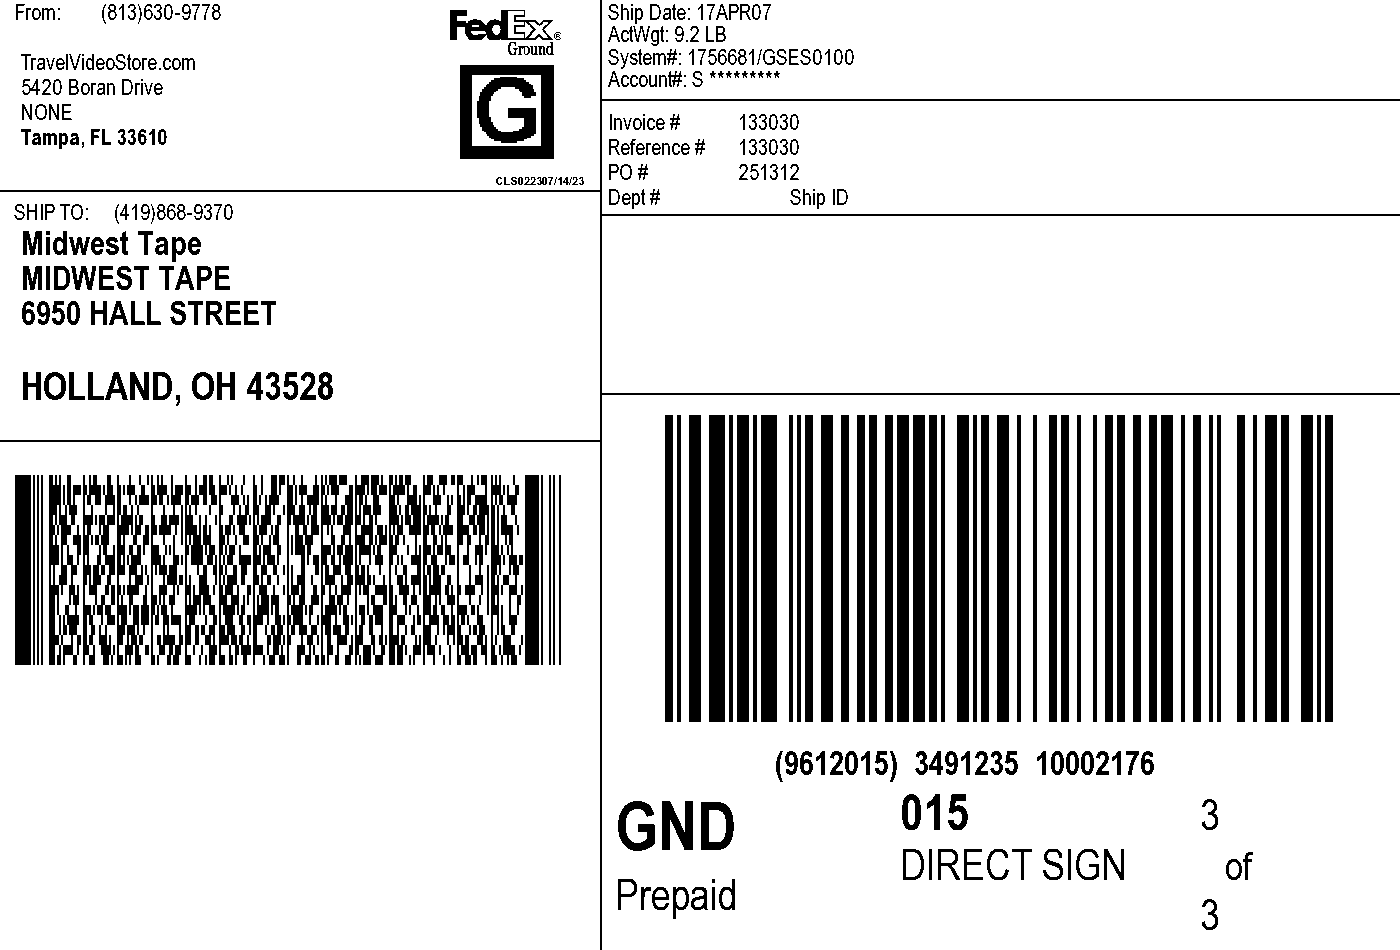 From: (813)630-9778
TravelVideoStore.com
5420 Boran Drive
NONE
Tampa, FL 33610
FedEx®
Ground
G
CLS022307/14/23
SHIP TO: (419)868-9370
Midwest Tape
MIDWEST TAPE
6950 HALL STREET
HOLLAND, OH 43528
Ship Date: 17APR07
ActWgt: 9.2 LB
System#: 1756681/GSES0100
Account#: S *********
Invoice # 133030
Reference # 133030
PO # 251312
Dept # Ship ID
(9612015) 3491235 10002176
GND 015 3
DIRECT SIGN of
Prepaid 3